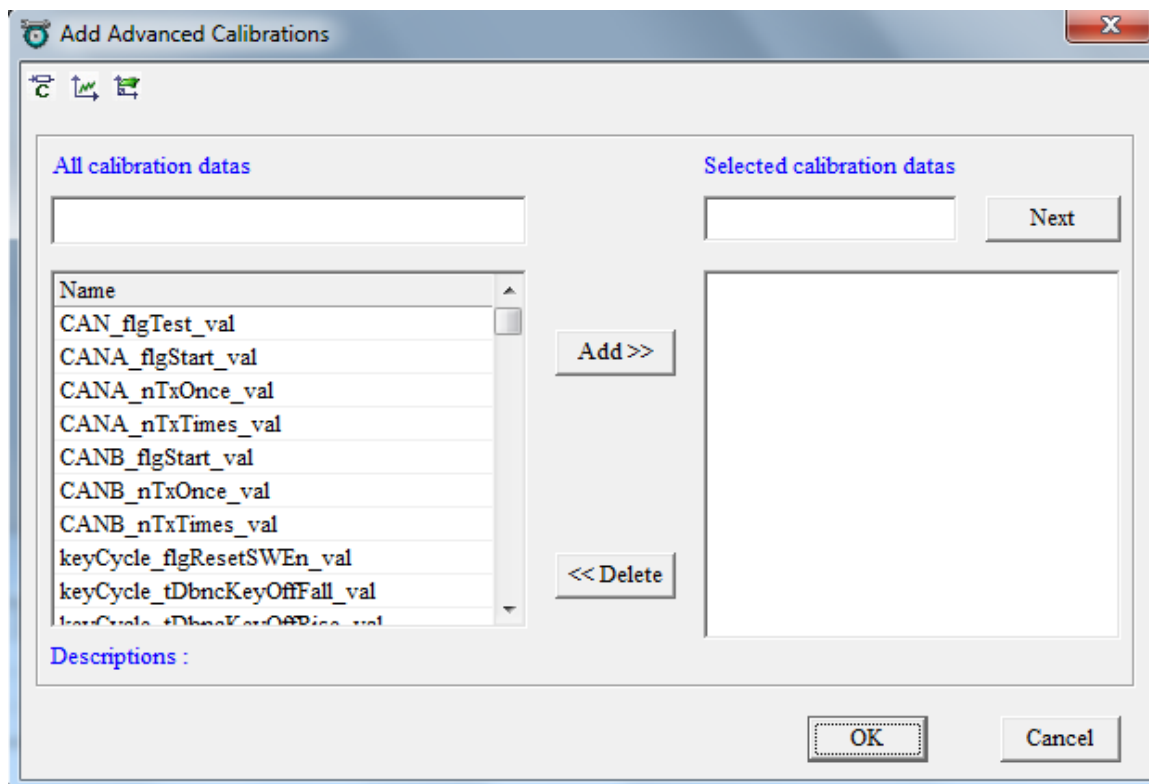 Add Advanced Calibrations
All calibration datas
Selected calibration datas
Next
Name
CAN_flgTest_val
CANA_flgStart_val
CANA_nTxOnce_val
CANA_nTxTimes_val
CANB_flgStart_val
CANB_nTxOnce_val
CANB_nTxTimes_val
keyCycle_flgResetSWEn_val
keyCycle_tDbncKeyOffFall_val
keyCycle_tDbncKeyOffRise_val
Add >>
<< Delete
Descriptions :
OK
Cancel